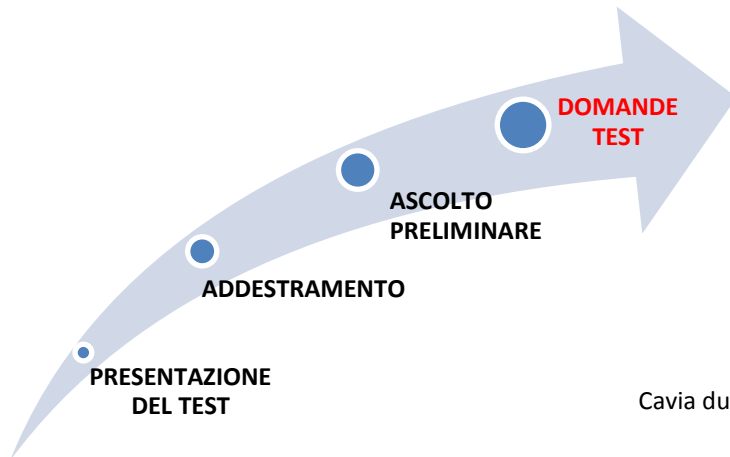 DOMANDE
TEST
ASCOLTO
PRELIMINARE
ADDESTRAMENTO
PRESENTAZIONE
DEL TEST
Cavia du